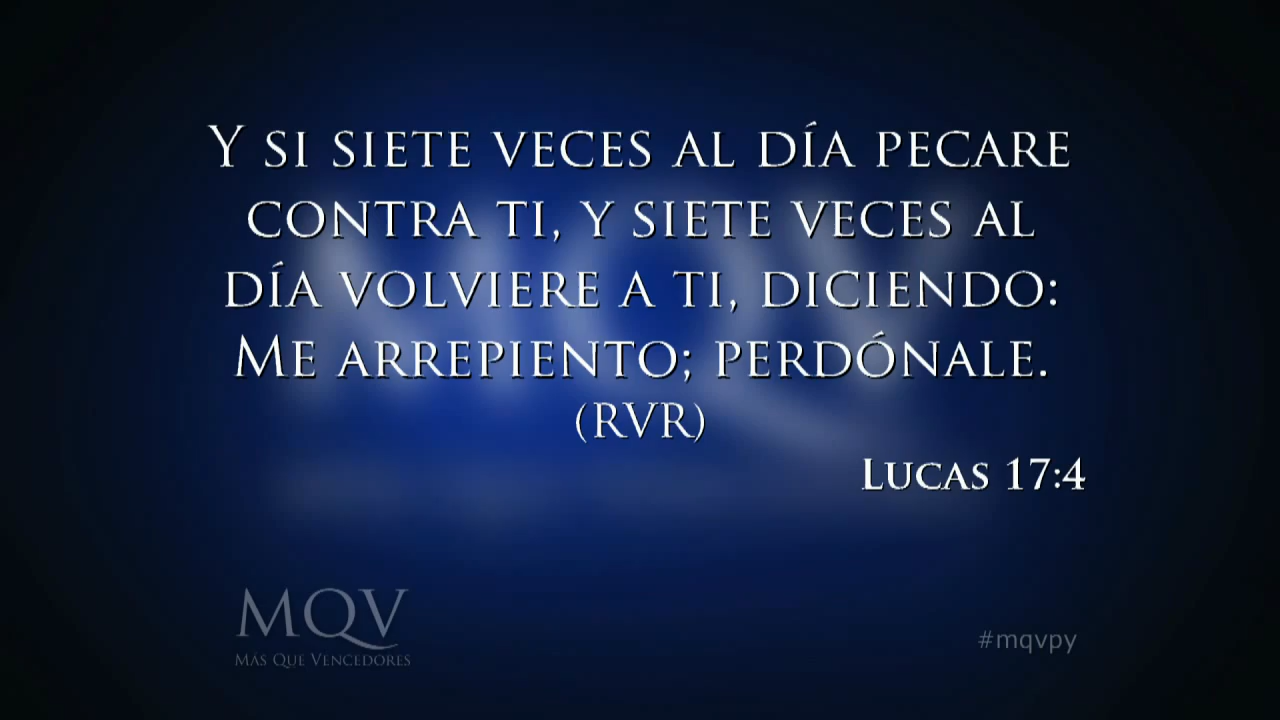 Y si siete veces al día pecare
contra ti, y siete veces al
día volviere a ti, diciendo:
Me arrepiento; perdónale.
(RVR)
Lucas 17:4
MQV
Más Que Vencedores
#mqvpy